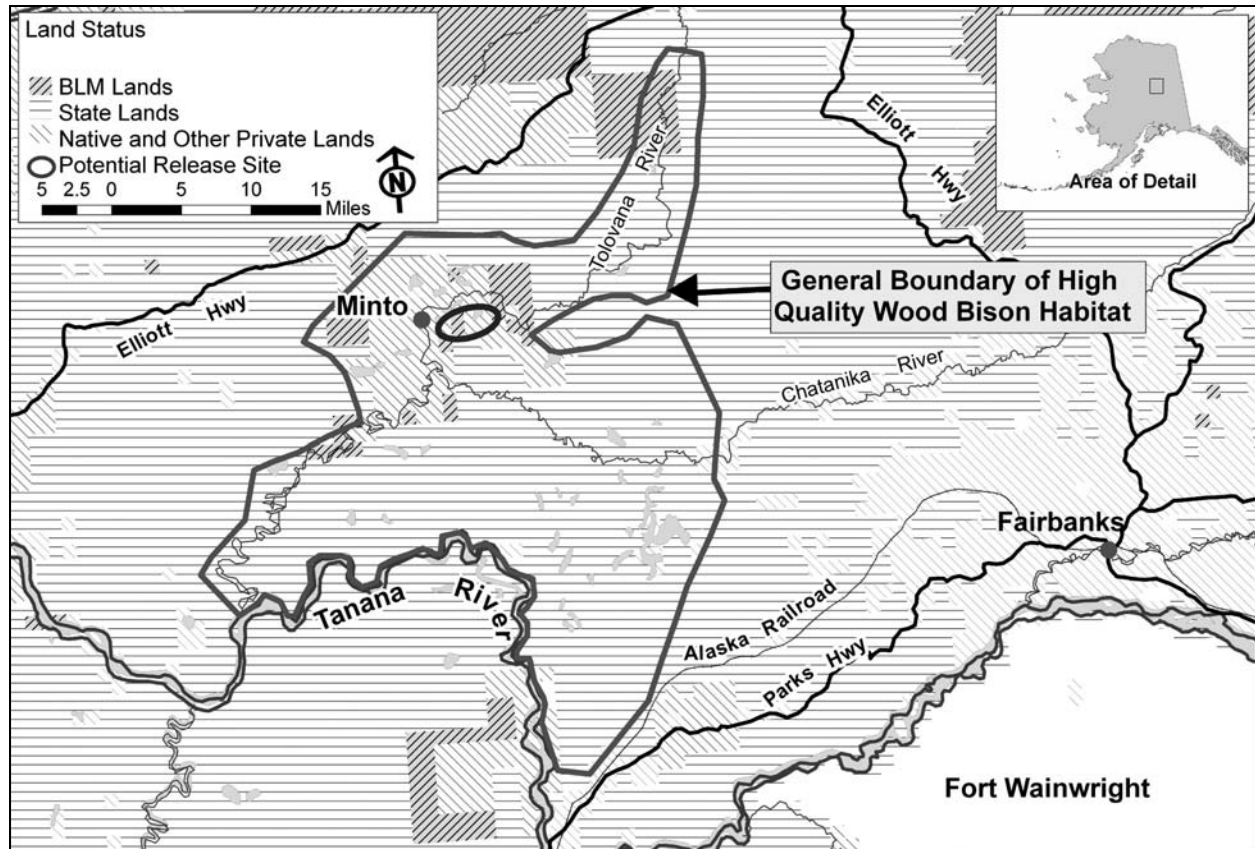 Land Status
BLM Lands
State Lands
Native and Other Private Lands
Potential Release Site
5 2.5 0 5 10 15
Miles
N
Area of Detail
Elliott Hwy
Tolovana River
General Boundary of High
Quality Wood Bison Habitat
Minto
Elliott Hwy
Chatanika River
Fairbanks
Tanana River
Alaska Railroad
Parks Hwy
Fort Wainwright